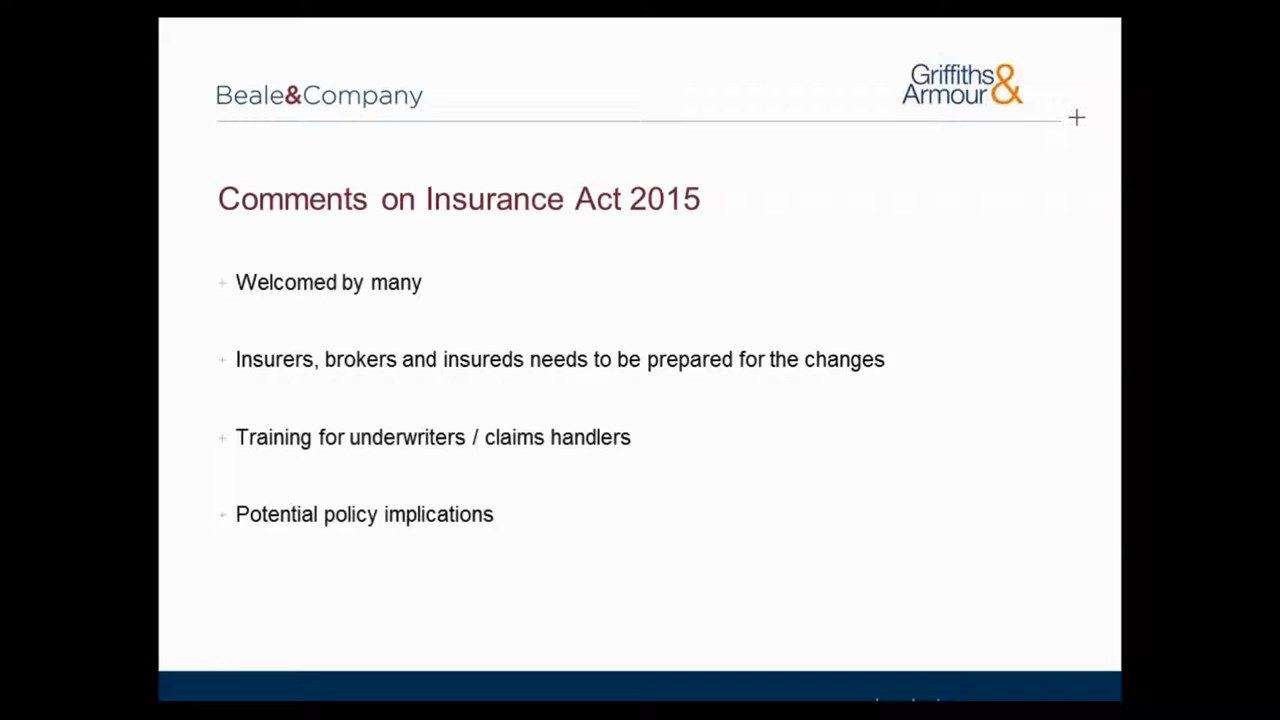 Beale&Company
Griffiths&
Armour
Comments on Insurance Act 2015
Welcomed by many
Insurers, brokers and insureds needs to be prepared for the changes
Training for underwriters / claims handlers
Potential policy implications